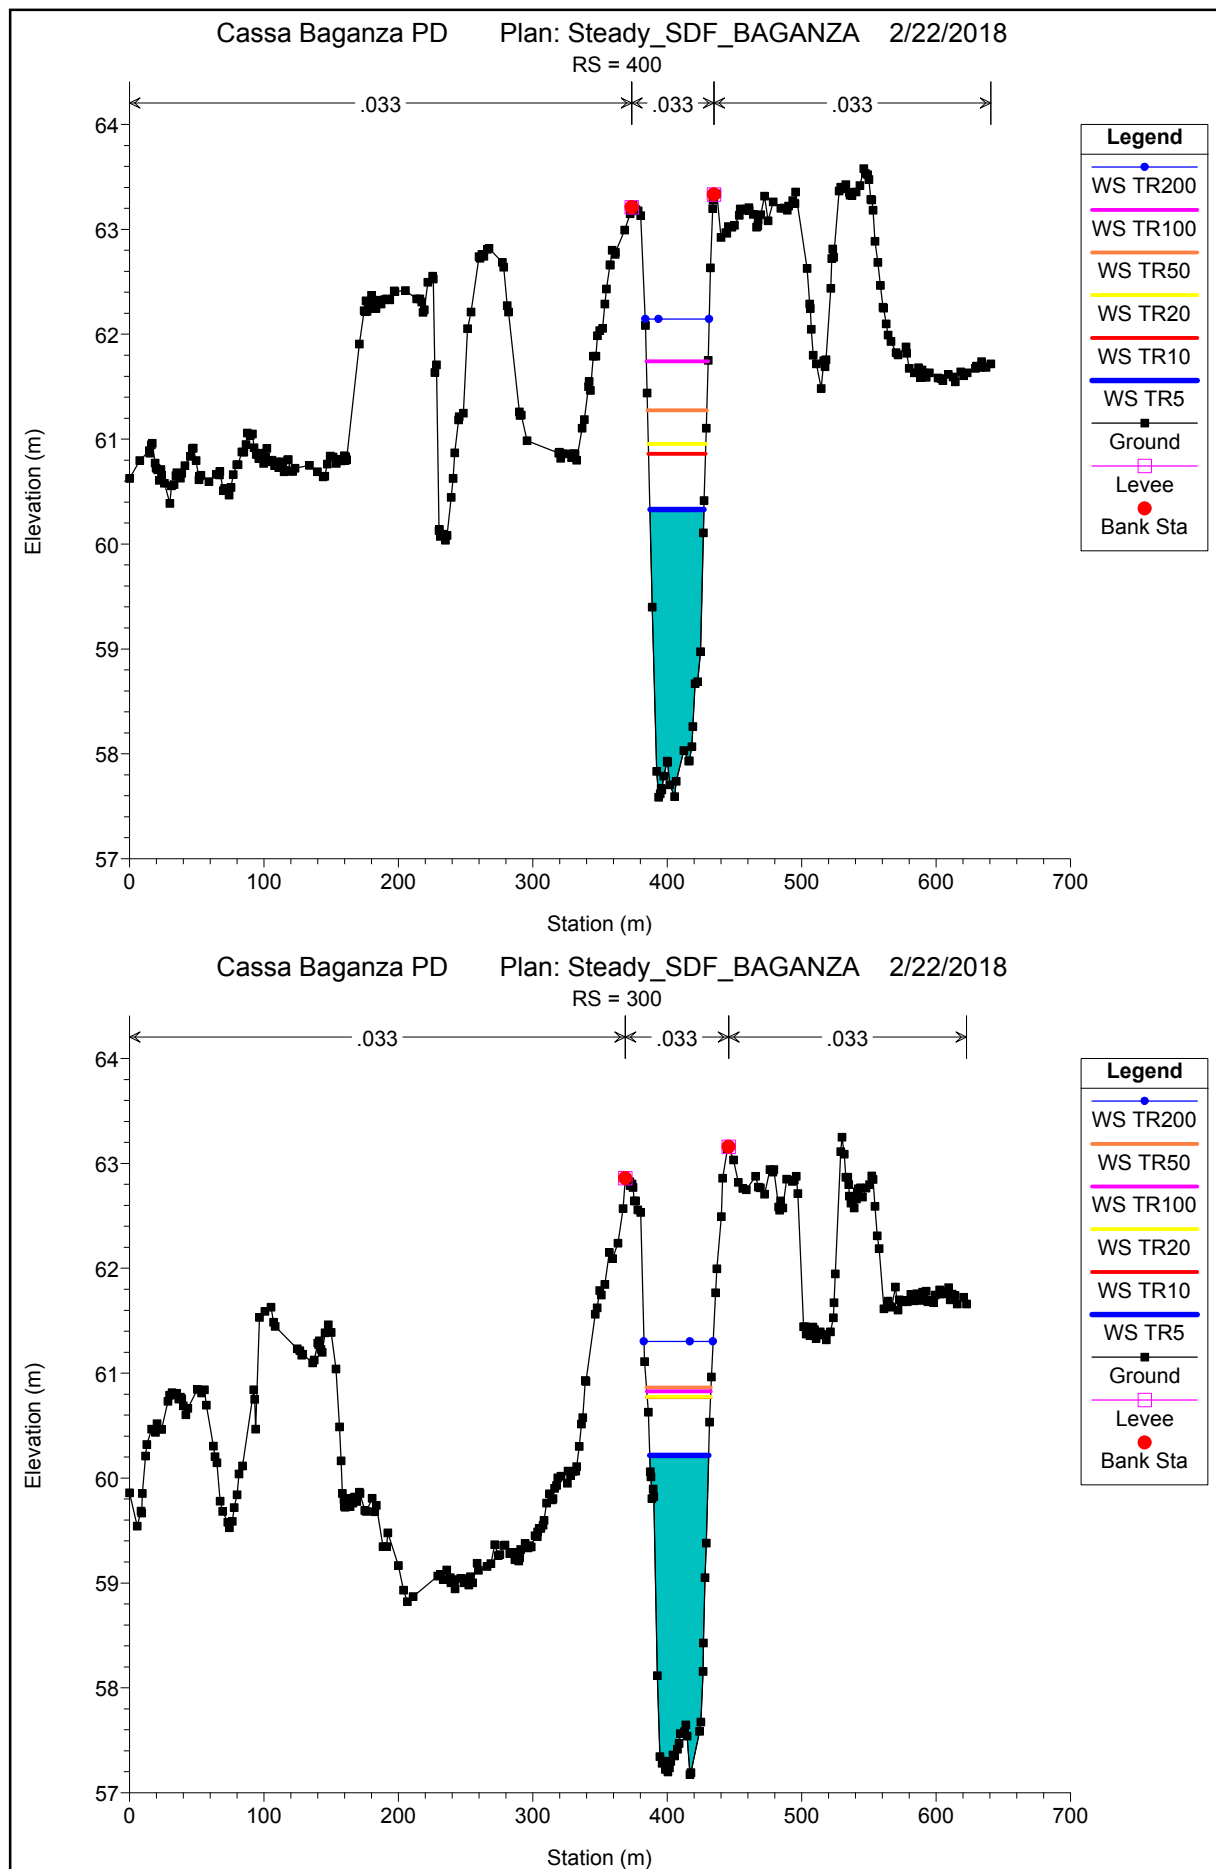 Cassa Baganza PD Plan: Steady_SDF_BAGANZA 2/22/2018
RS = 400
.033 .033 .033
64
63
62
61
60
59
58
57
Elevation (m)
0 100 200 300 400 500 600 700
Station (m)
Legend
WS TR200
WS TR100
WS TR50
WS TR20
WS TR10
WS TR5
Ground
Levee
Bank Sta
Cassa Baganza PD Plan: Steady_SDF_BAGANZA 2/22/2018
RS = 300
.033 .033 .033
64
63
62
61
60
59
58
57
Elevation (m)
0 100 200 300 400 500 600 700
Station (m)
Legend
WS TR200
WS TR50
WS TR100
WS TR20
WS TR10
WS TR5
Ground
Levee
Bank Sta